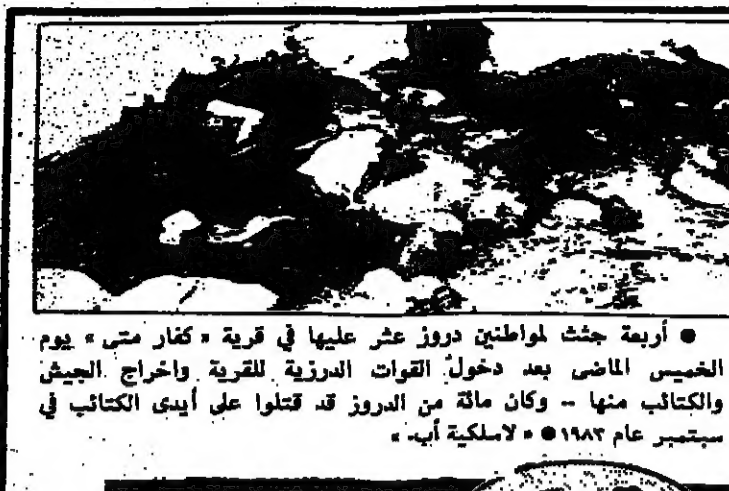 ● أربعة جثث لمواطنين دروز عثر عليها في قرية « كفار متى » يوم
الخميس الماضى بعد دخول القوات الدرزية للقرية واخراج الجيش
والكتائب منها -- وكان مائة من الدروز قد قتلوا على أيدى الكتائب في
سبتمبر عام ١٩٨٣ ● « لاسلكية أب- »